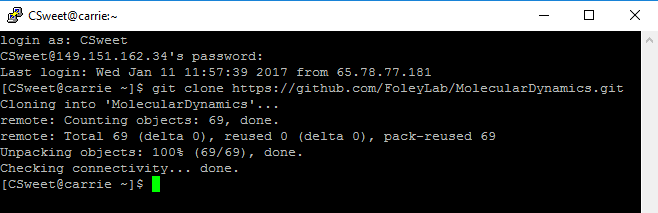 CSweet@carrie:~
login as: CSweet
CSweet@149.151.162.34's password:
Last login: Wed Jan 11 11:57:39 2017 from 65.78.77.181
[CSweet@carrie ~]$ git clone https://github.com/FoleyLab/MolecularDynamics.git
Cloning into 'MolecularDynamics'...
remote: Counting objects: 69, done.
remote: Total 69 (delta 0), reused 0 (delta 0), pack-reused 69
Unpacking objects: 100% (69/69), done.
Checking connectivity... done.
[CSweet@carrie ~]$